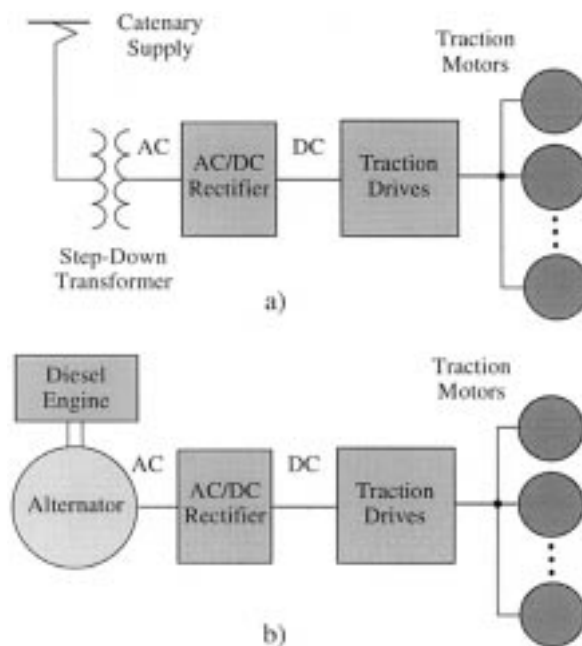 Catenary
Supply
Traction
Motors
AC
AC/DC
Rectifier
DC
Traction
Drives
Step-Down
Transformer
a)
Diesel
Engine
Traction
Motors
AC
DC
Alternator
AC/DC
Rectifier
Traction
Drives
b)